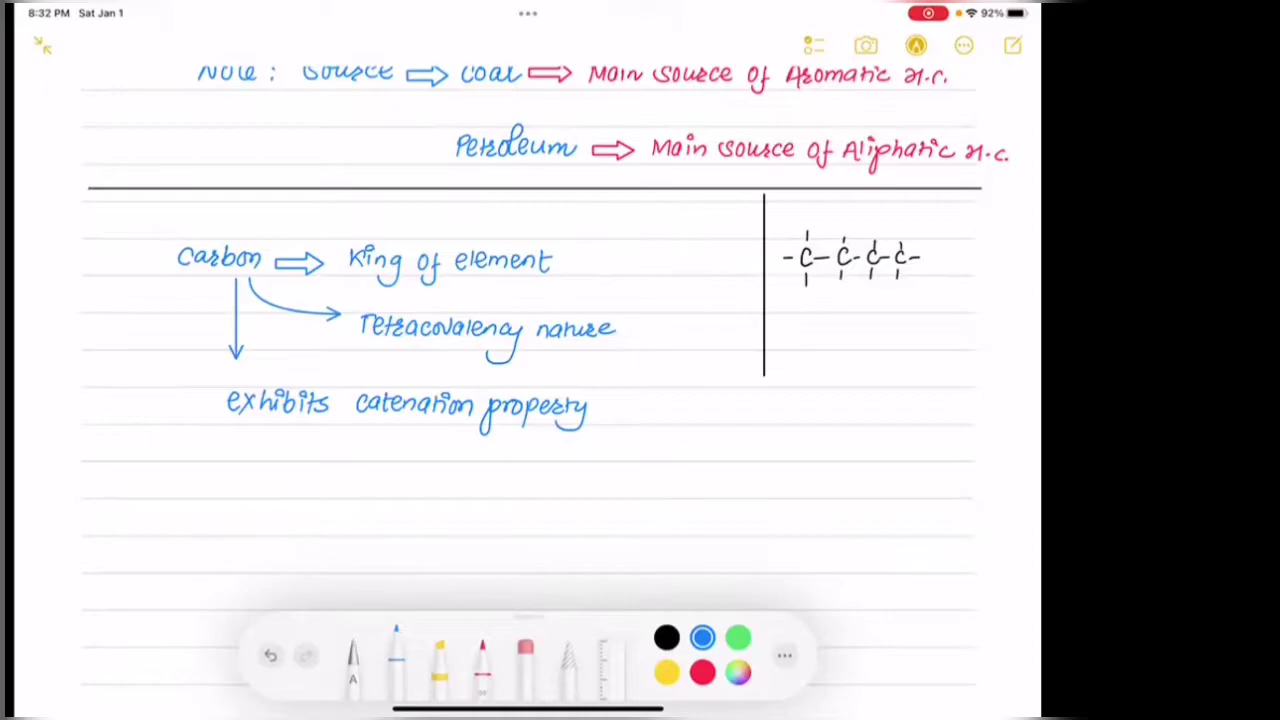 8:32 PM Sat Jan 1
92%
Note : Source ⇒ Coal ⇒ Main Source of Aromatic H.C.
Petroleum ⇒ Main Source of Aliphatic H.C.
Carbon ⇒ King of element
-C-C-C-C-
Tetracovalency nature
exhibits catenation property
A